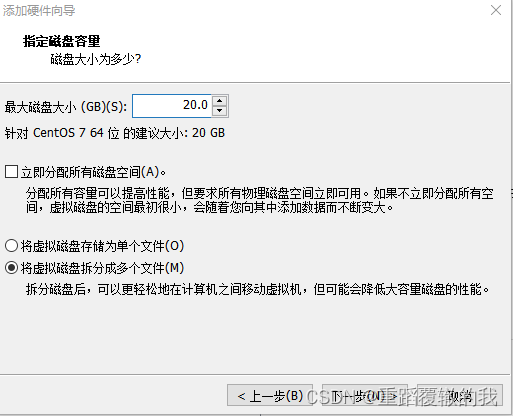 添加硬件向导
指定磁盘容量
磁盘大小为多少?
最大磁盘大小 (GB)(S): 20.0
针对 CentOS 7 64 位 的建议大小: 20 GB
立即分配所有磁盘空间(A)。
分配所有容量可以提高性能，但要求所有物理磁盘空间立即可用。如果不立即分配所有空
间，虚拟磁盘的空间最初很小，会随着您向其中添加数据而不断变大。
将虚拟磁盘存储为单个文件(O)
将虚拟磁盘拆分成多个文件(M)
拆分磁盘后，可以更轻松地在计算机之间移动虚拟机，但可能会降低大容量磁盘的性能。
< 上一步(B) 下一步(N) > 取消
CSDN @重蹈覆辙的我